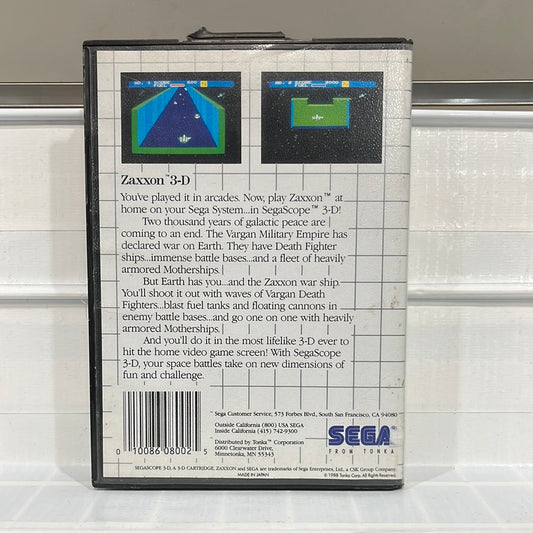 Zaxxon™ 3-D
You've played it in arcades. Now, play Zaxxon™ at
home on your Sega System...in SegaScope™ 3-D!
Two thousand years of galactic peace are
coming to an end. The Vargan Military Empire has
declared war on Earth. They have Death Fighter
ships...immense battle bases...and a fleet of heavily
armored Motherships.
But Earth has you...and the Zaxxon war ship.
You'll shoot it out with waves of Vargan Death
Fighters...blast fuel tanks and floating cannons in
enemy battle bases...and go one on one with heavily
armored Motherships.
And you'll do it in the most lifelike 3-D ever to
hit the home video game screen! With SegaScope
3-D, your space battles take on new dimensions of
fun and challenge.
Sega Customer Service, 573 Forbes Blvd., South San Francisco, CA 94080
Outside California (800) USA SEGA
Inside California (415) 742-9300
Distributed by Tonka™ Corporation
6000 Clearwater Drive,
Minnetonka, MN 55343
SEGA
FROM TONKA
0 10086 08002 5
SEGASCOPE 3-D, A 3-D CARTRIDGE, ZAXXON and SEGA are trademarks of Sega Enterprises, Ltd., a CSK Group Company
MADE IN JAPAN
© 1988 Tonka Corp. All Rights Reserved.